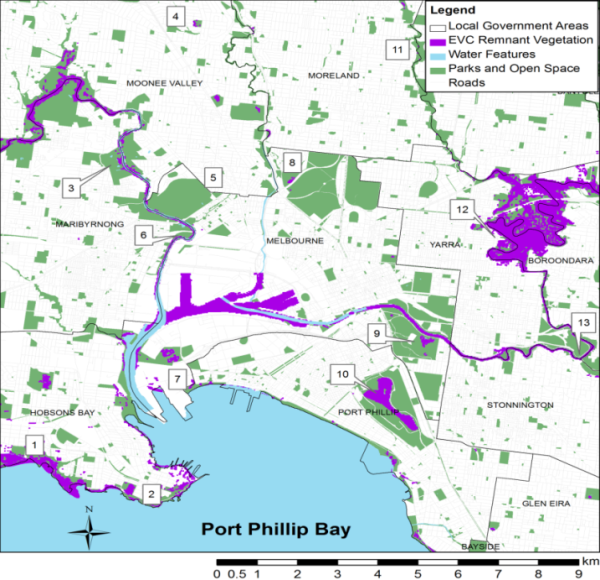 Legend
Local Government Areas
EVC Remnant Vegetation
Water Features
Parks and Open Space
Roads
4
11
MOONEE VALLEY
MORELAND
3
5
8
MARIBYRNONG
6
12
MELBOURNE
YARRA
BOROONDARA
9
13
7
10
HOBSONS BAY
PORT PHILLIP
STONNINGTON
1
2
GLEN EIRA
N
Port Phillip Bay
BAYSIDE
km
0 0.5 1 2 3 4 5 6 7 8 9